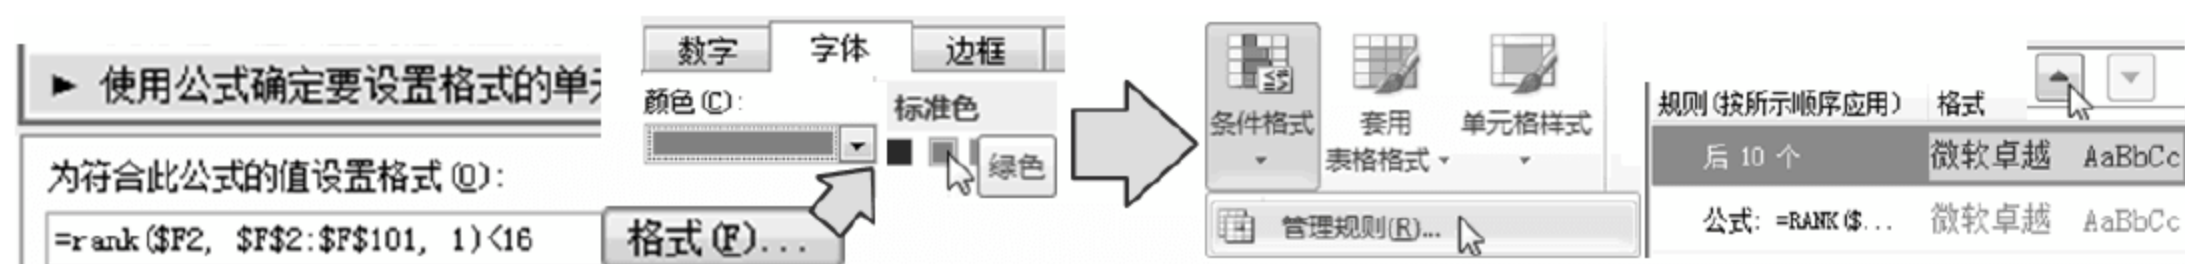 ► 使用公式确定要设置格式的单
为符合此公式的值设置格式(O):
=rank($F2, $F$2:$F$101, 1)<16
格式(F)...
数字 字体 边框
颜色(C):
标准色
绿色
条件格式
套用
表格格式
单元格样式
管理规则(R)...
规则(按所示顺序应用) 格式
后 10 个 微软卓越 AaBbCc
公式: =RANK($... 微软卓越 AaBbCc